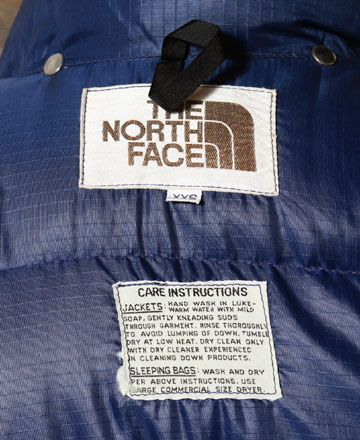 THE
NORTH
FACE
XXS
CARE INSTRUCTIONS
JACKETS: HAND WASH IN LUKE-
WARM WATER WITH MILD
SOAP, GENTLY KNEADING SUDS
THROUGH GARMENT. RINSE THOROUGHLY
TO AVOID LUMPING OF DOWN. TUMBLE
DRY AT LOW HEAT. DRY CLEAN ONLY
WITH DRY CLEANER EXPERIENCED
IN CLEANING DOWN PRODUCTS.
SLEEPING BAGS: WASH AND DRY
PER ABOVE INSTRUCTIONS. USE
LARGE COMMERCIAL SIZE DRYER.